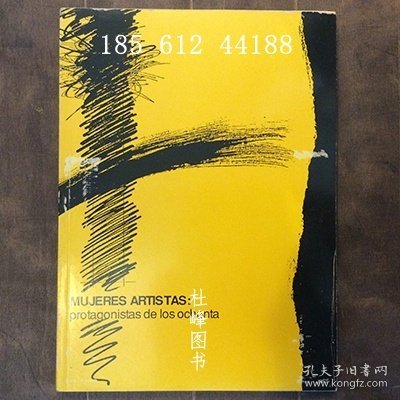 185 612 44188
MUJERES ARTISTAS:
protagonistas de los ochenta
杜峰图书
孔夫子旧书网
www.kongfz.com